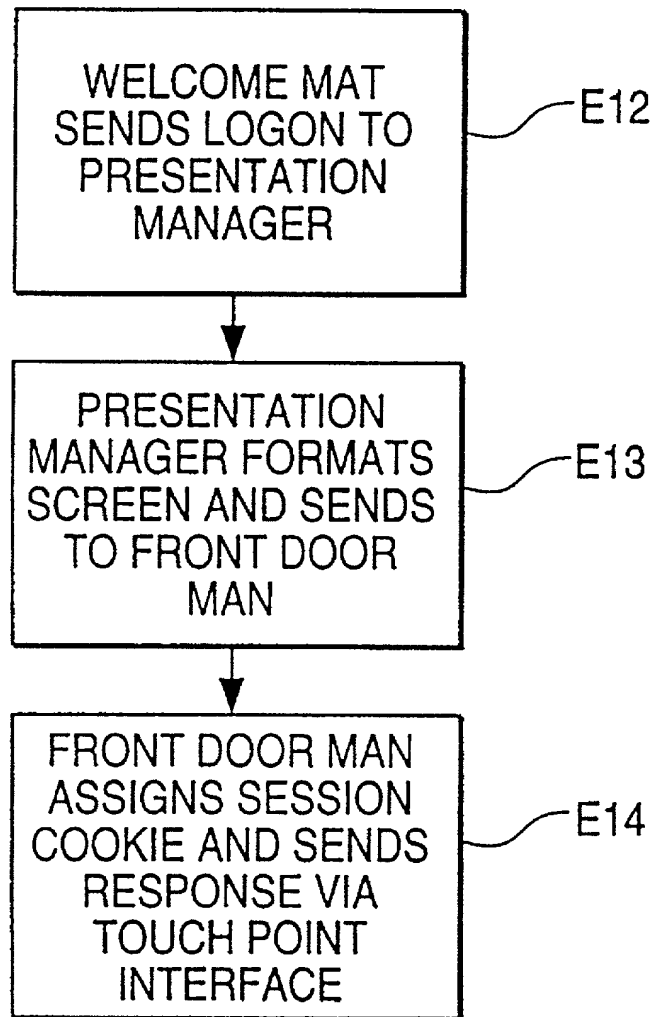 WELCOME MAT
SENDS LOGON TO
PRESENTATION
MANAGER
E12
PRESENTATION
MANAGER FORMATS
SCREEN AND SENDS
TO FRONT DOOR
MAN
E13
FRONT DOOR MAN
ASSIGNS SESSION
COOKIE AND SENDS
RESPONSE VIA
TOUCH POINT
INTERFACE
E14